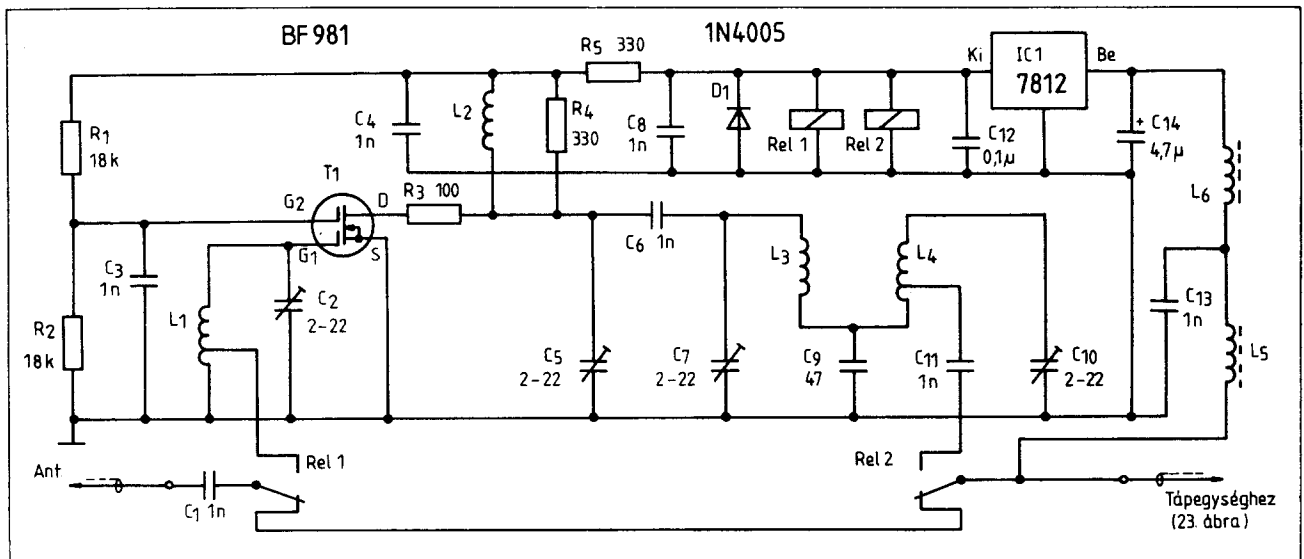 BF 981
1N4005
R5 330
Ki
IC1
7812
Be
R1
18k
C4
1n
L2
R4
330
C8
1n
D1
Rel 1
Rel 2
C12
0,1µ
+ C14
4,7µ
T1
G2
D
R3 100
G1
S
C3
1n
C2
2-22
L1
R2
18k
C6 1n
L3
L4
L6
C13
1n
L5
C5
2-22
C7
2-22
C9
47
C11
1n
C10
2-22
Ant.
C1 1n
Rel 1
Rel 2
Tápegységhez
(23. ábra)